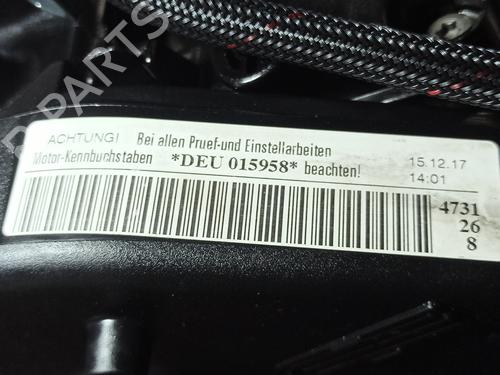 B-PARTS
ACHTUNG! Bei allen Pruef-und Einstellarbeiten
Motor-Kennbuchstaben *DEU 015958* beachten!
15.12.17
14:01
4731
26
8